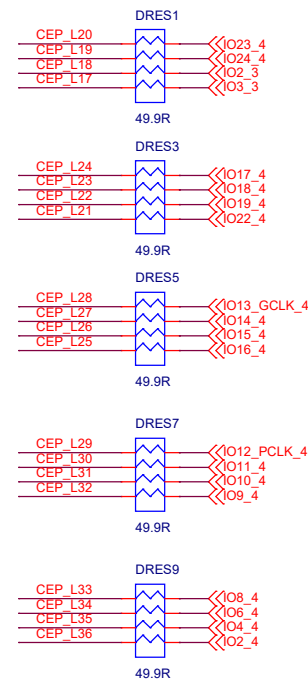 DRES1
CEP_L20 IO23_4
CEP_L19 IO24_4
CEP_L18 IO2_3
CEP_L17 IO3_3
49.9R
DRES3
CEP_L24 IO17_4
CEP_L23 IO18_4
CEP_L22 IO19_4
CEP_L21 IO22_4
49.9R
DRES5
CEP_L28 IO13_GCLK_4
CEP_L27 IO14_4
CEP_L26 IO15_4
CEP_L25 IO16_4
49.9R
DRES7
CEP_L29 IO12_PCLK_4
CEP_L30 IO11_4
CEP_L31 IO10_4
CEP_L32 IO9_4
49.9R
DRES9
CEP_L33 IO8_4
CEP_L34 IO6_4
CEP_L35 IO4_4
CEP_L36 IO2_4
49.9R